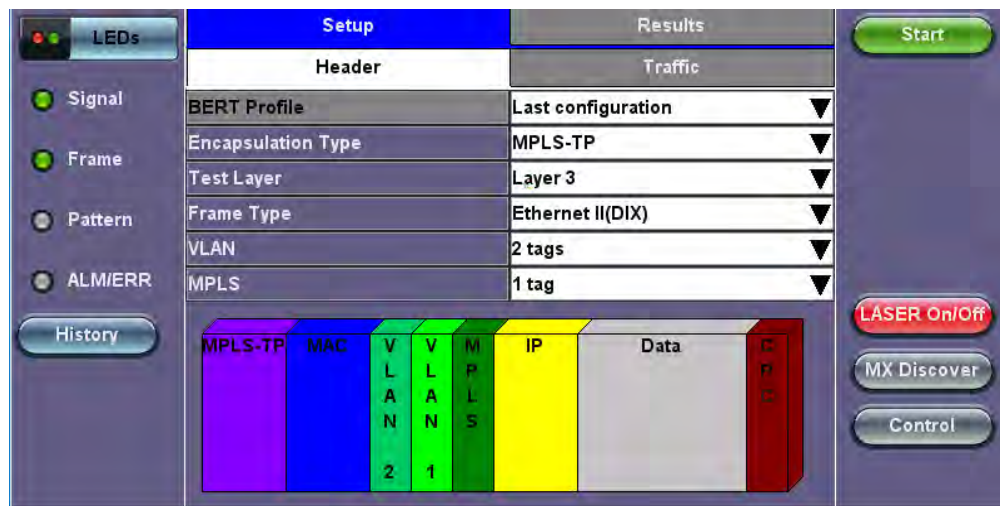 LEDs
Signal
Frame
Pattern
ALM/ERR
History
Setup
Results
Header
Traffic
BERT Profile
Last configuration
Encapsulation Type
MPLS-TP
Test Layer
Layer 3
Frame Type
Ethernet II(DIX)
VLAN
2 tags
MPLS
1 tag
MPLS-TP
MAC
VLAN 2
VLAN 1
MPLS
IP
Data
CRC
Start
LASER On/Off
MX Discover
Control